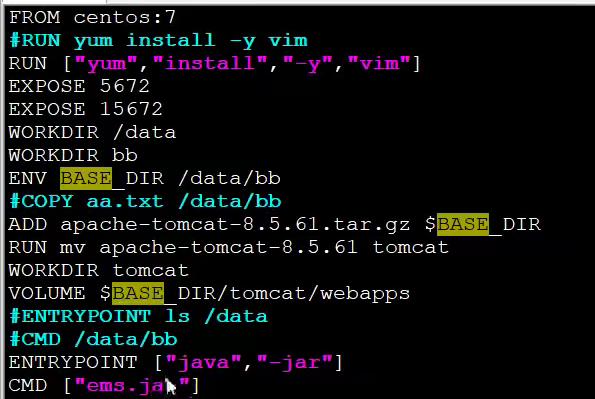 FROM centos:7
#RUN yum install -y vim
RUN ["yum","install","-y","vim"]
EXPOSE 5672
EXPOSE 15672
WORKDIR /data
WORKDIR bb
ENV BASE_DIR /data/bb
#COPY aa.txt /data/bb
ADD apache-tomcat-8.5.61.tar.gz $BASE_DIR
RUN mv apache-tomcat-8.5.61 tomcat
WORKDIR tomcat
VOLUME $BASE_DIR/tomcat/webapps
#ENTRYPOINT ls /data
#CMD /data/bb
ENTRYPOINT ["java","-jar"]
CMD ["ems.jar"]